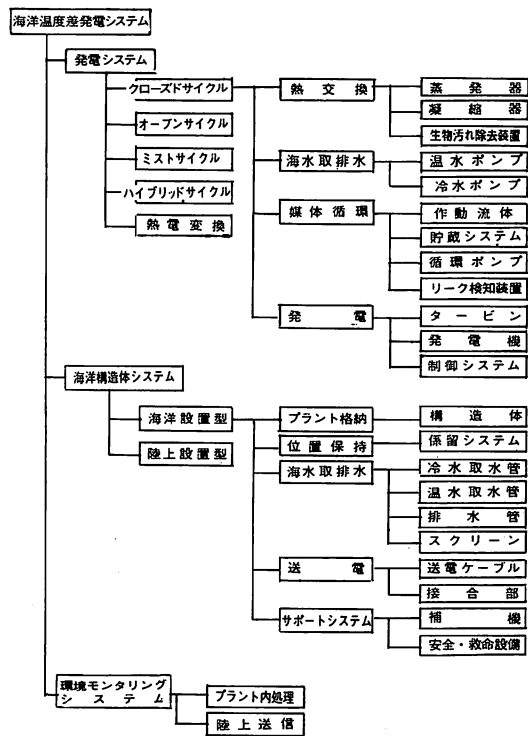 海洋温度差発電システム
発電システム
クローズドサイクル
熱交換
蒸発器
凝縮器
生物汚れ除去装置
オープンサイクル
ミストサイクル
海水取排水
温水ポンプ
冷水ポンプ
ハイブリッドサイクル
熱電変換
媒体循環
作動流体
貯蔵システム
循環ポンプ
リーク検知装置
発電
タービン
発電機
制御システム
海洋構造体システム
海洋設置型
プラント格納
構造体
陸上設置型
位置保持
係留システム
海水取排水
冷水取水管
温水取水管
排水管
スクリーン
送電
送電ケーブル
接合部
サポートシステム
補機
安全・救命設備
環境モンタリング
システム
プラント内処理
陸上送信